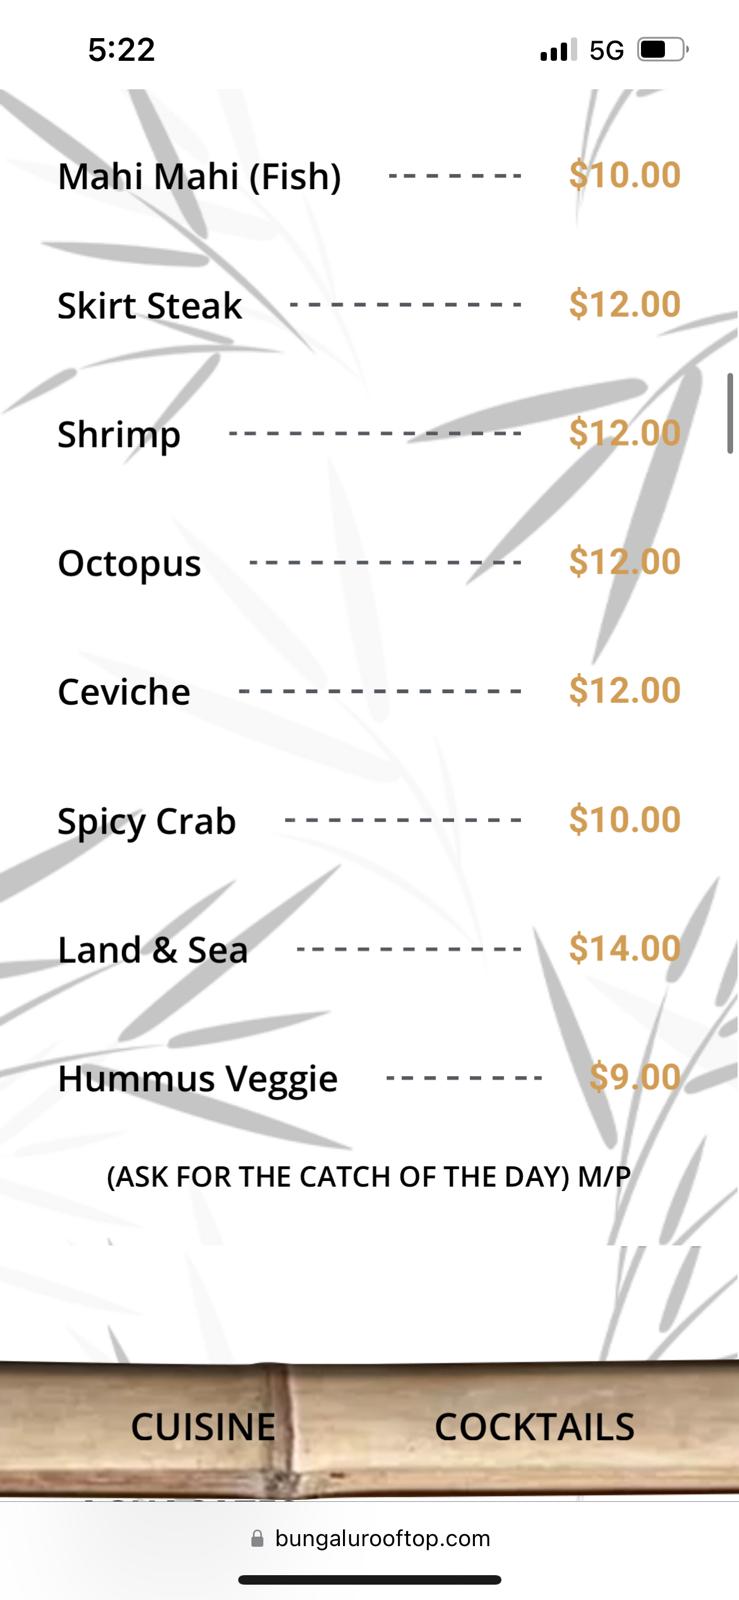 5:22 5G
Mahi Mahi (Fish) ------- $10.00
Skirt Steak ------------ $12.00
Shrimp --------------- $12.00
Octopus -------------- $12.00
Ceviche --------------- $12.00
Spicy Crab ------------ $10.00
Land & Sea ------------ $14.00
Hummus Veggie -------- $9.00
(ASK FOR THE CATCH OF THE DAY) M/P
CUISINE COCKTAILS
bungalurooftop.com